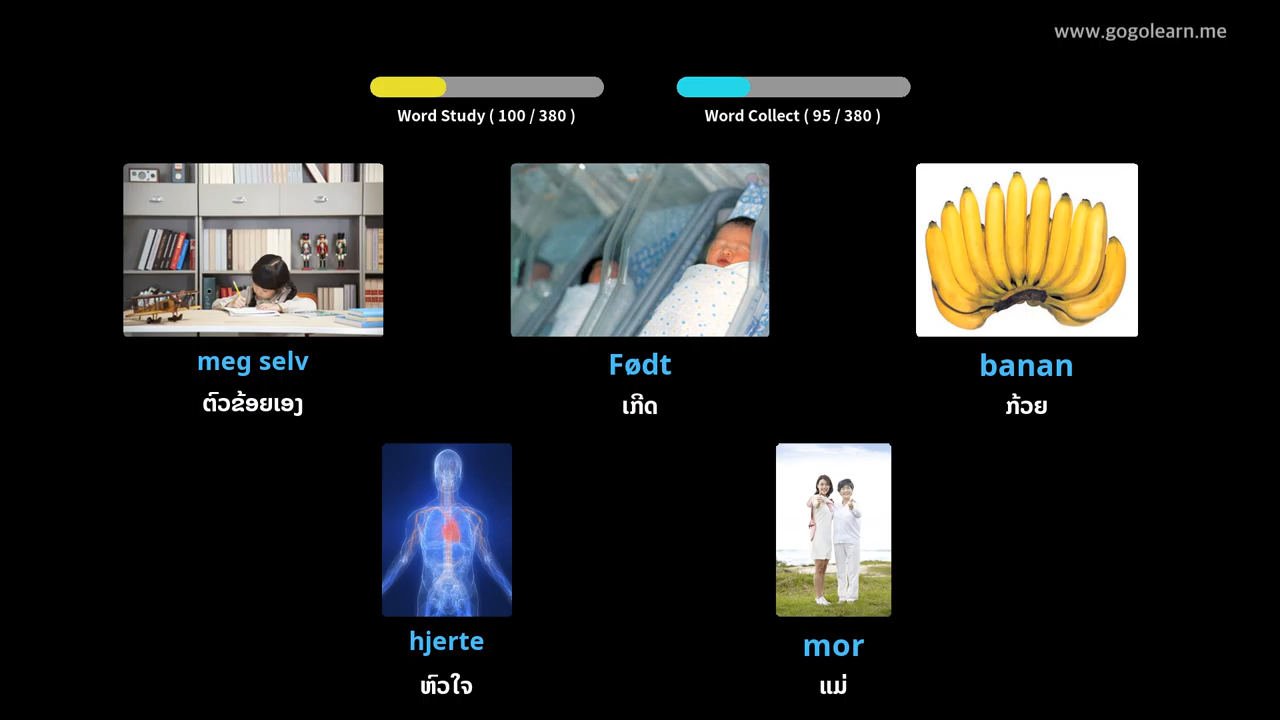 www.gogolearn.me
Word Study ( 100 / 380 )
Word Collect ( 95 / 380 )
meg selv
ຕົວຂ້ອຍເອງ
Født
ເກີດ
banan
ກ້ວຍ
hjerte
ຫົວໃຈ
mor
ແມ່